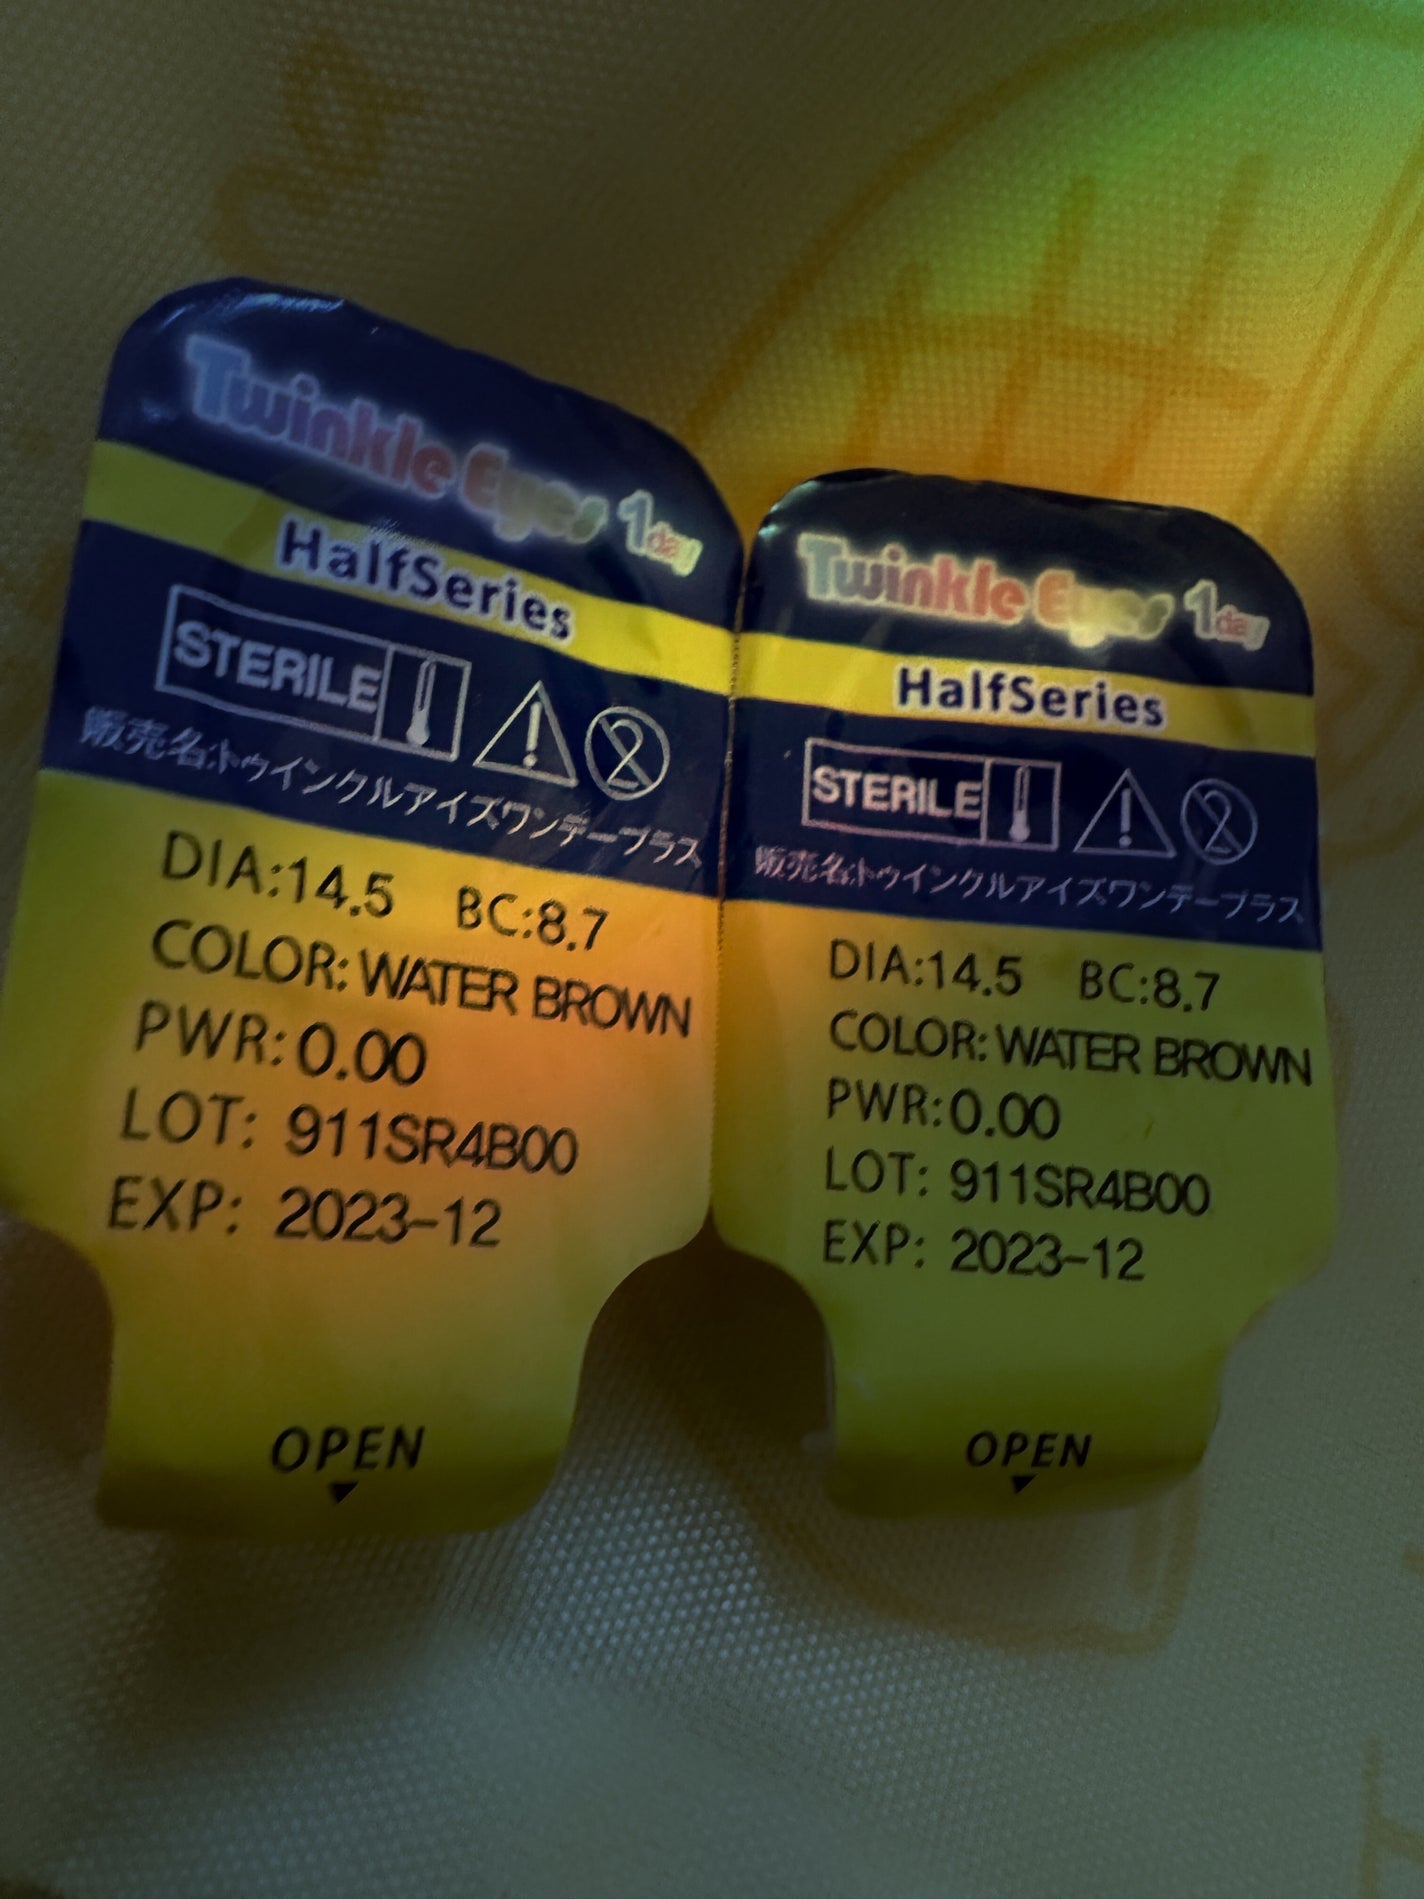 Twinkle Eyes 1day
HalfSeries
STERILE
2
販売名:トゥインクルアイズワンデープラス
DIA:14.5 BC:8.7
COLOR: WATER BROWN
PWR: 0.00
LOT: 911SR4B00
EXP: 2023-12
OPEN
Twinkle Eyes 1day
HalfSeries
STERILE
2
販売名:トゥインクルアイズワンデープラス
DIA:14.5 BC:8.7
COLOR: WATER BROWN
PWR: 0.00
LOT: 911SR4B00
EXP: 2023-12
OPEN